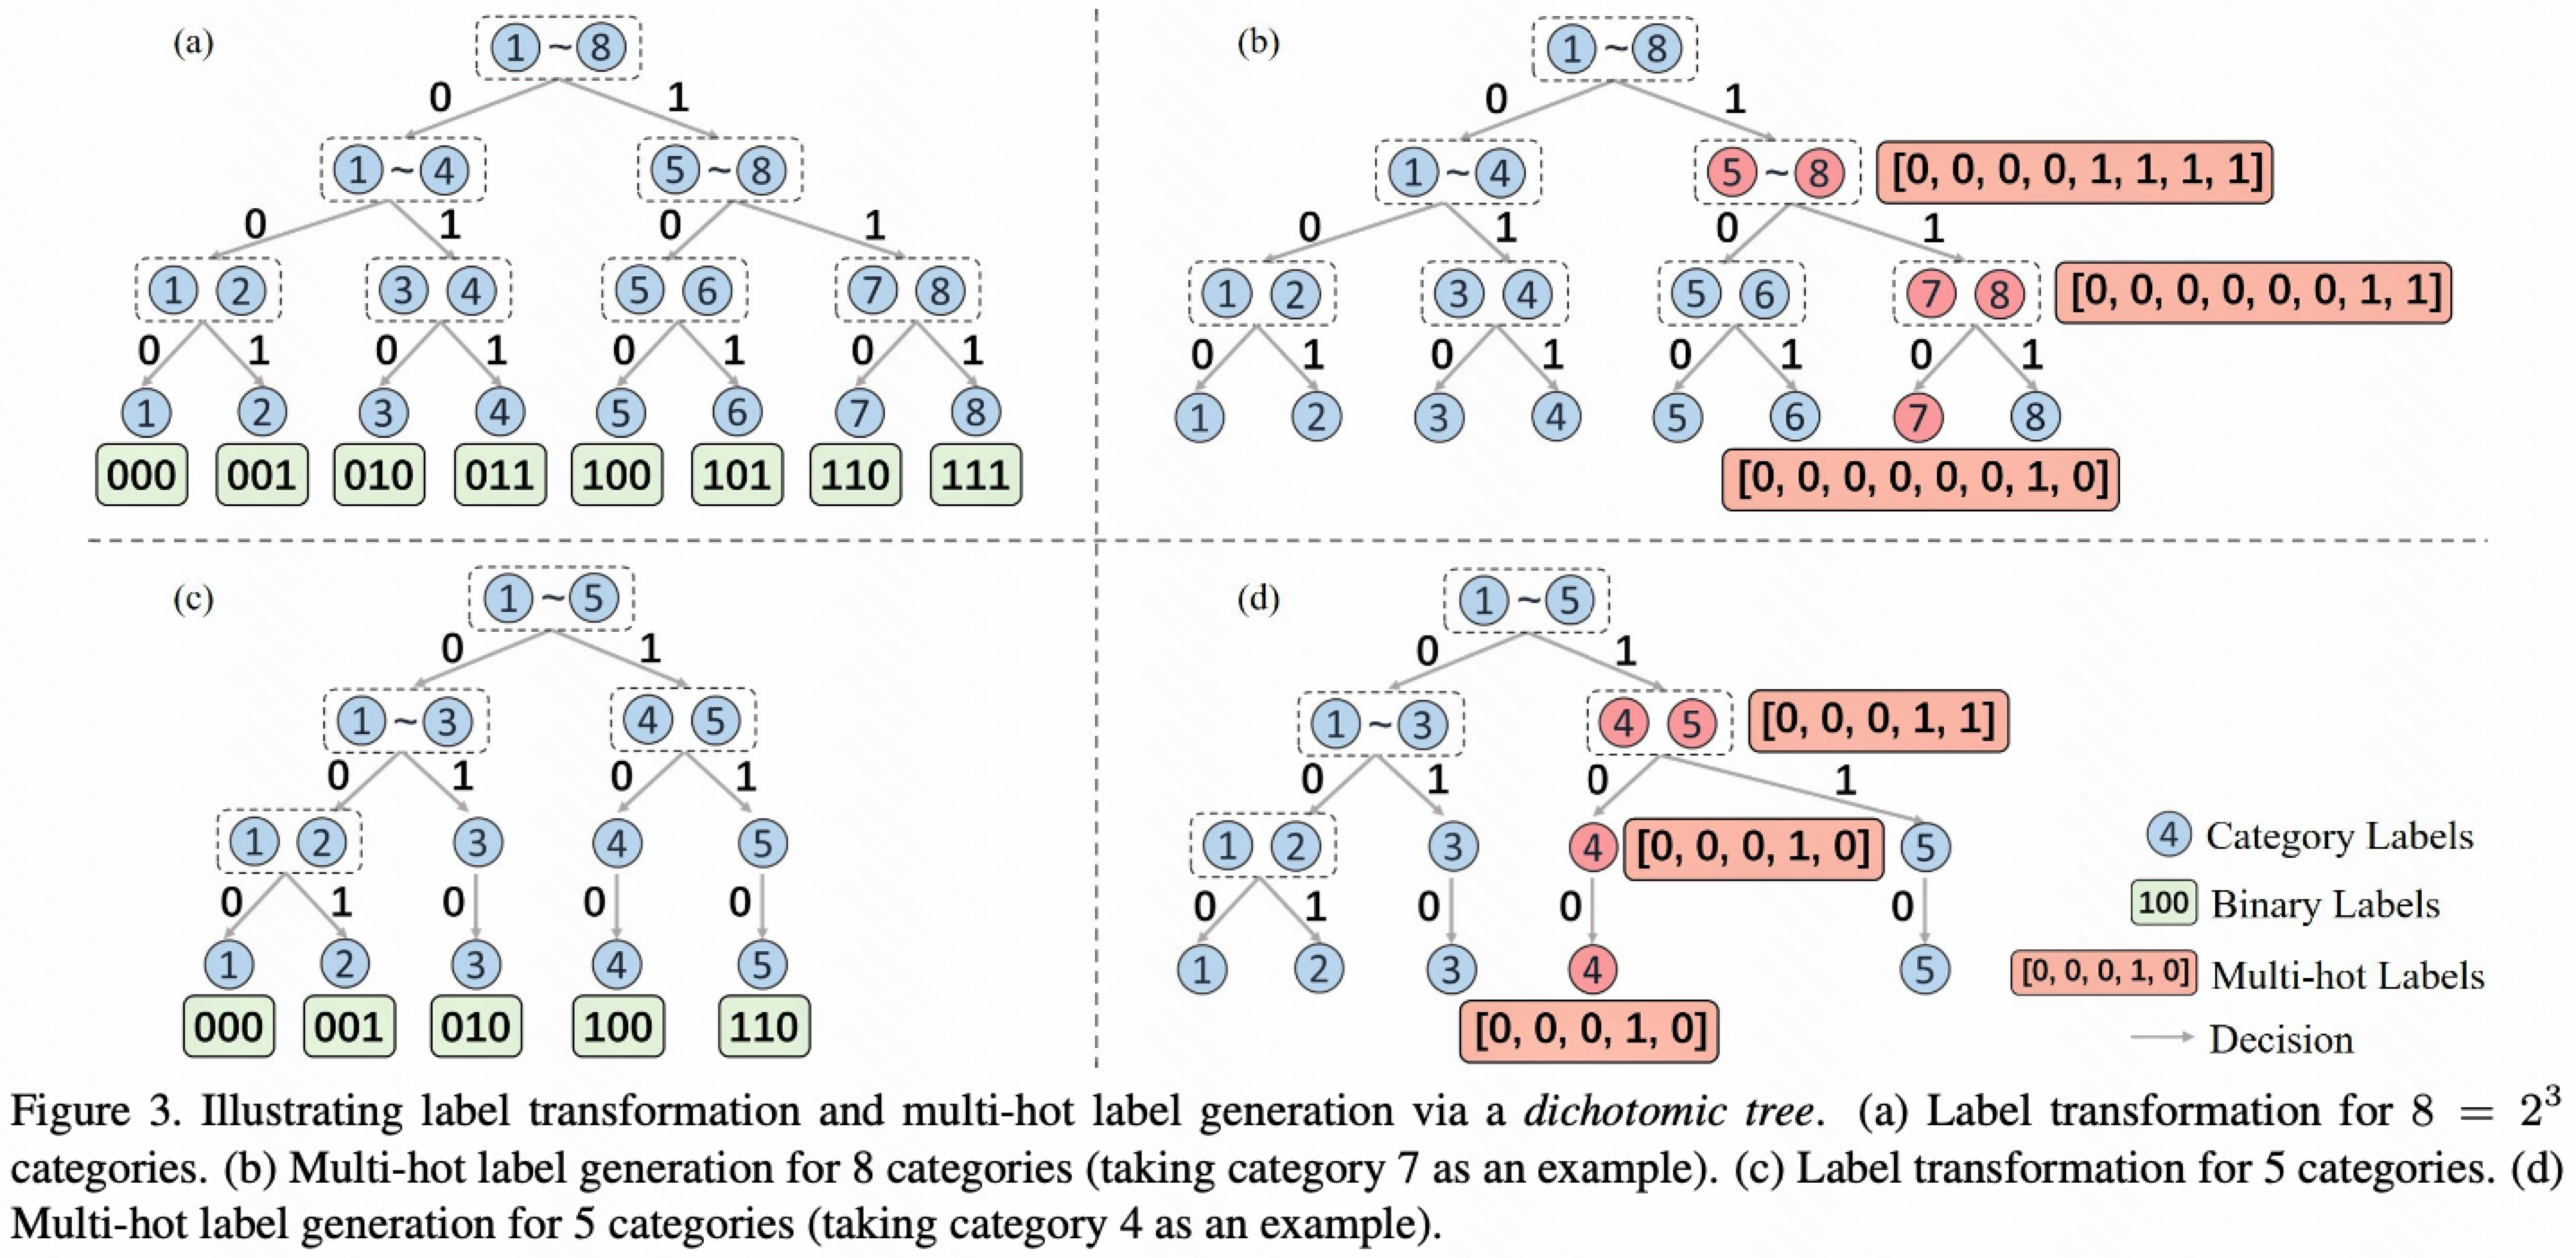 (a)
1 ~ 8
0 1
1 ~ 4 5 ~ 8
0 1 0 1
1 2 3 4 5 6 7 8
0 1 0 1 0 1 0 1
1 2 3 4 5 6 7 8
000 001 010 011 100 101 110 111
(b)
1 ~ 8
0 1
1 ~ 4 5 ~ 8 [0, 0, 0, 0, 1, 1, 1, 1]
0 1 0 1
1 2 3 4 5 6 7 8 [0, 0, 0, 0, 0, 0, 1, 1]
0 1 0 1 0 1 0 1
1 2 3 4 5 6 7 8
[0, 0, 0, 0, 0, 0, 1, 0]
(c)
1 ~ 5
0 1
1 ~ 3 4 5
0 1 0 1
1 2 3 4 5
0 1 0 0 0
1 2 3 4 5
000 001 010 100 110
(d)
1 ~ 5
0 1
1 ~ 3 4 5 [0, 0, 0, 1, 1]
0 1 0 1
1 2 3 4 [0, 0, 0, 1, 0] 5
0 1 0 0 0
1 2 3 4 5
[0, 0, 0, 1, 0]
4 Category Labels
100 Binary Labels
[0, 0, 0, 1, 0] Multi-hot Labels
Decision
Figure 3. Illustrating label transformation and multi-hot label generation via a dichotomic tree. (a) Label transformation for 8 = 2³
categories. (b) Multi-hot label generation for 8 categories (taking category 7 as an example). (c) Label transformation for 5 categories. (d)
Multi-hot label generation for 5 categories (taking category 4 as an example).